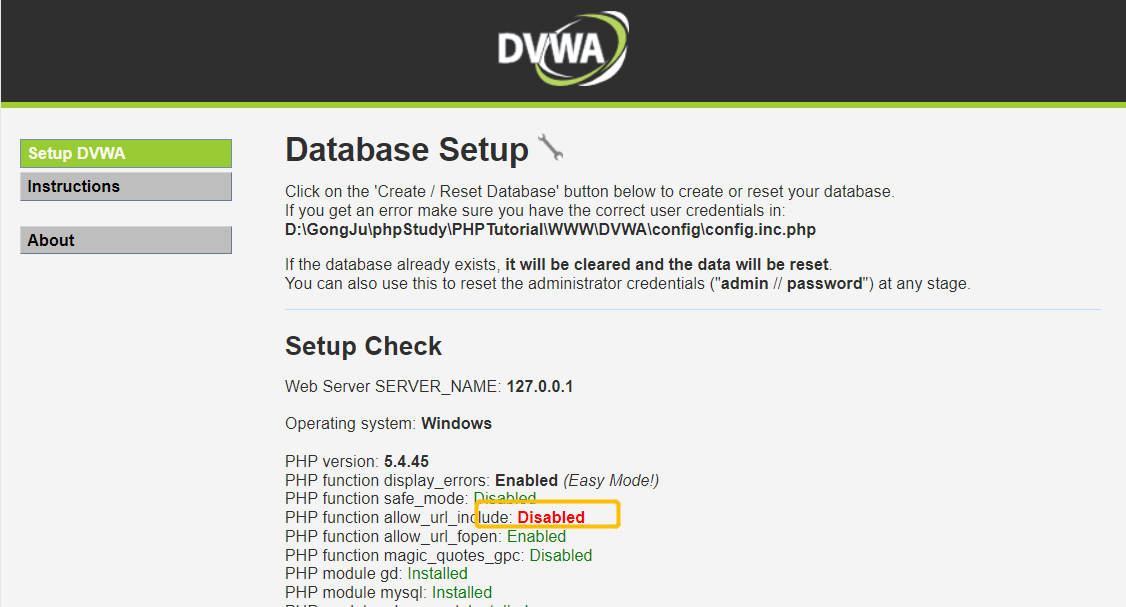 DVWA
Setup DVWA
Instructions
About
Database Setup
Click on the 'Create / Reset Database' button below to create or reset your database.
If you get an error make sure you have the correct user credentials in:
D:\GongJu\phpStudy\PHPTutorial\WWW\DVWA\config\config.inc.php
If the database already exists, it will be cleared and the data will be reset.
You can also use this to reset the administrator credentials ("admin // password") at any stage.
Setup Check
Web Server SERVER_NAME: 127.0.0.1
Operating system: Windows
PHP version: 5.4.45
PHP function display_errors: Enabled (Easy Mode!)
PHP function safe_mode: Disabled
PHP function allow_url_include: Disabled
PHP function allow_url_fopen: Enabled
PHP function magic_quotes_gpc: Disabled
PHP module gd: Installed
PHP module mysql: Installed